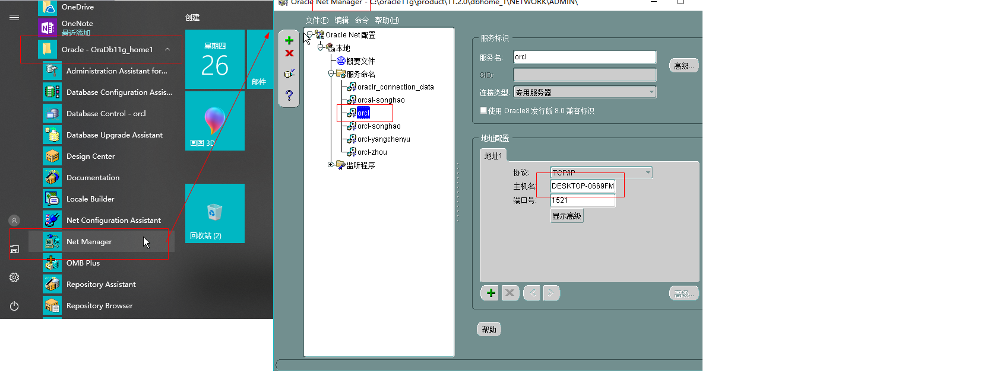 OneDrive
OneNote
最近添加
Oracle - OraDb11g_home1
Administration Assistant for...
Database Configuration Assis...
Database Control - orcl
Database Upgrade Assistant
Design Center
Documentation
Locale Builder
Net Configuration Assistant
Net Manager
OMB Plus
Repository Assistant
Repository Browser
创建
星期四
26
邮件
画图 3D
回收站 (2)
Oracle Net Manager - C:\oracle11g\product\11.2.0\dbhome_1\NETWORK\ADMIN\
文件(F) 编辑 命令 帮助(H)
Oracle Net 配置
本地
概要文件
服务命名
oraclr_connection_data
orcal-songhao
orcl
orcl-songhao
orcl-yangchenyu
orcl-zhou
监听程序
服务标识
服务名: orcl
高级...
SID:
连接类型: 专用服务器
使用 Oracle8 发行版 8.0 兼容标识
地址配置
地址1
协议: TCP/IP
主机名: DESKTOP-0669FM
端口号: 1521
显示高级
高级...
帮助